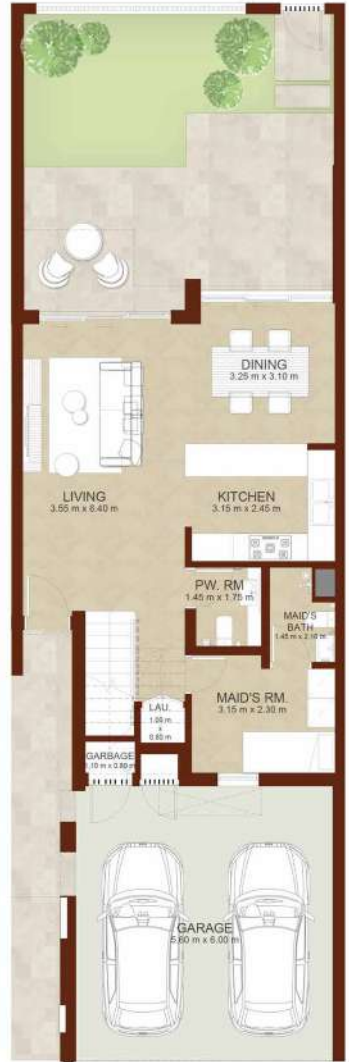 DINING
3.25 m x 3.10 m
LIVING
3.55 m x 6.40 m
KITCHEN
3.15 m x 2.45 m
PW. RM
1.45 m x 1.75 m
MAID'S
BATH
1.45 m x 2.10 m
MAID'S RM.
3.15 m x 2.30 m
LAU.
1.00 m
x
0.80 m
GARBAGE
1.10 m x 0.80 m
GARAGE
5.60 m x 6.00 m